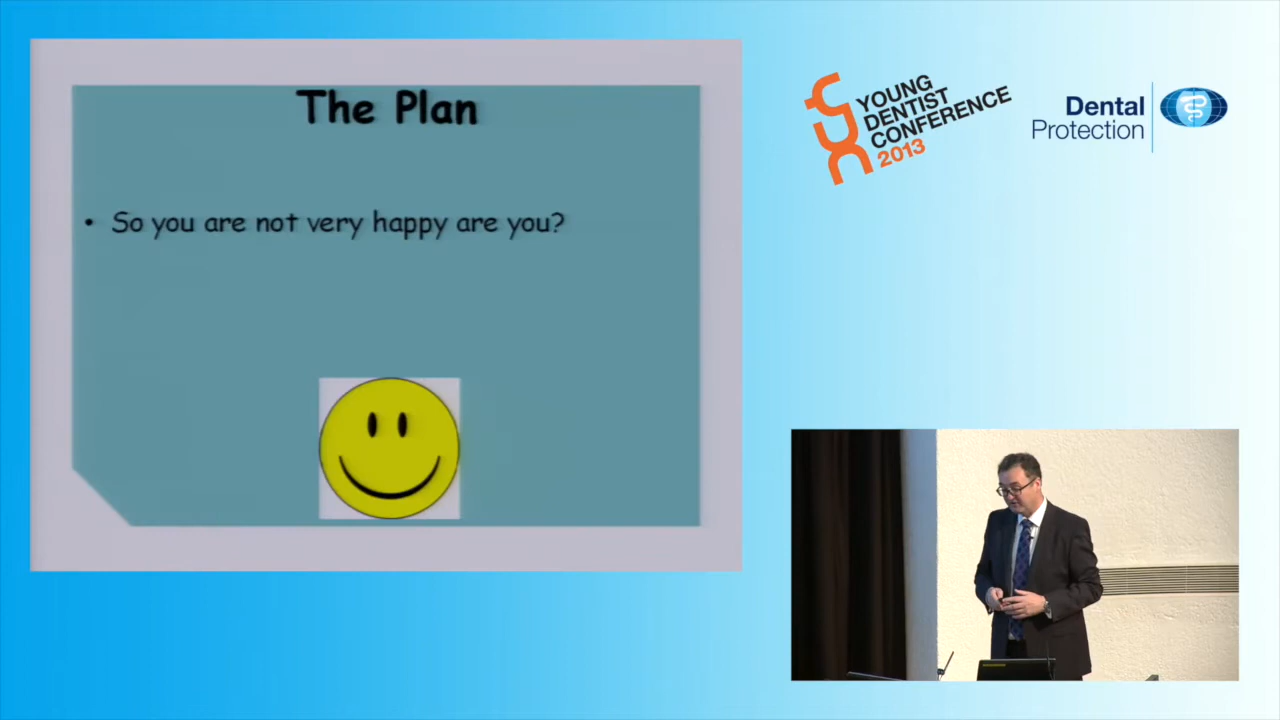 The Plan
• So you are not very happy are you?
YOUNG
DENTIST
CONFERENCE
2013
Dental
Protection